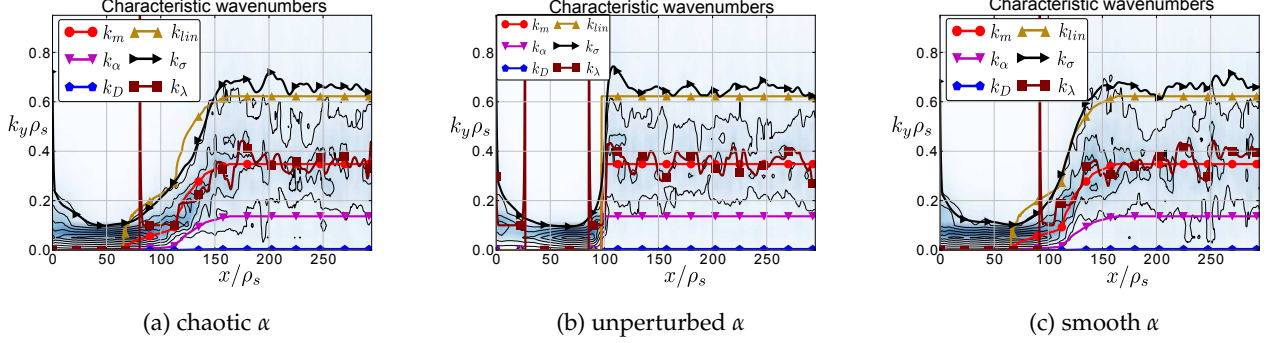 Characteristic wavenumbers
k_m k_lin
k_α k_σ
k_D k_λ
k_yρ_s
0.8
0.6
0.4
0.2
0.0
0 50 100 150 200 250
x/ρ_s
(a) chaotic α
Characteristic wavenumbers
k_m k_lin
k_α k_σ
k_D k_λ
k_yρ_s
0.8
0.6
0.4
0.2
0.0
0 50 100 150 200 250
x/ρ_s
(b) unperturbed α
Characteristic wavenumbers
k_m k_lin
k_α k_σ
k_D k_λ
k_yρ_s
0.8
0.6
0.4
0.2
0.0
0 50 100 150 200 250
x/ρ_s
(c) smooth α